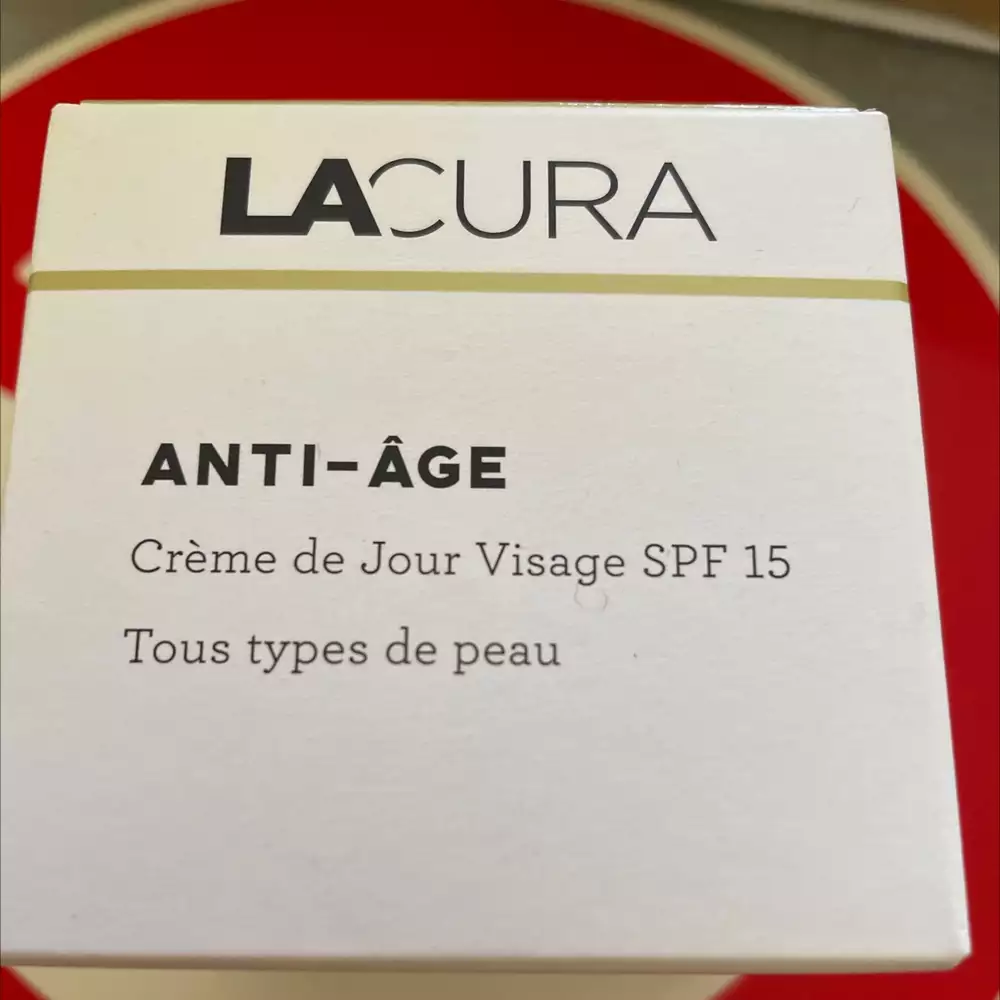 LACURA
ANTI-ÂGE
Crème de Jour Visage SPF 15
Tous types de peau